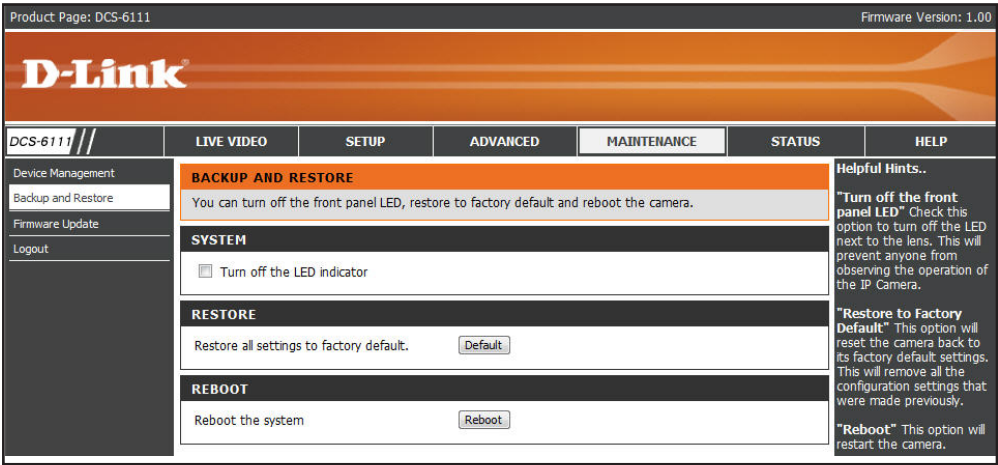 Product Page: DCS-6111
Firmware Version: 1.00
D-Link
DCS-6111
LIVE VIDEO
SETUP
ADVANCED
MAINTENANCE
STATUS
HELP
Device Management
Backup and Restore
Firmware Update
Logout
BACKUP AND RESTORE
You can turn off the front panel LED, restore to factory default and reboot the camera.
SYSTEM
Turn off the LED indicator
RESTORE
Restore all settings to factory default.
Default
REBOOT
Reboot the system
Reboot
Helpful Hints..
"Turn off the front
panel LED" Check this
option to turn off the LED
next to the lens. This will
prevent anyone from
observing the operation of
the IP Camera.
"Restore to Factory
Default" This option will
reset the camera back to
its factory default settings.
This will remove all the
configuration settings that
were made previously.
"Reboot" This option will
restart the camera.